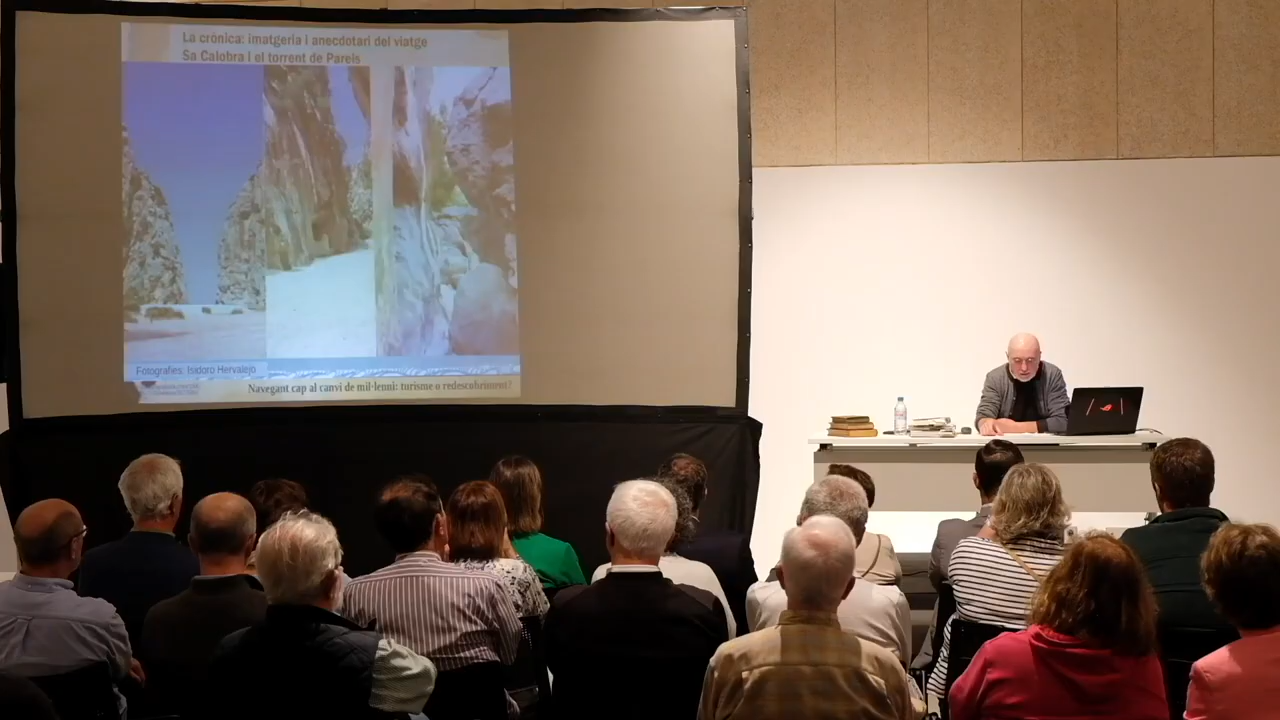 La crònica: imatgeria i anecdotari del viatge
Sa Calobra i el torrent de Pareis
Fotografies: Isidoro Hervalejo
Navegant cap al canvi de mil·lenni: turisme o redescobriment?